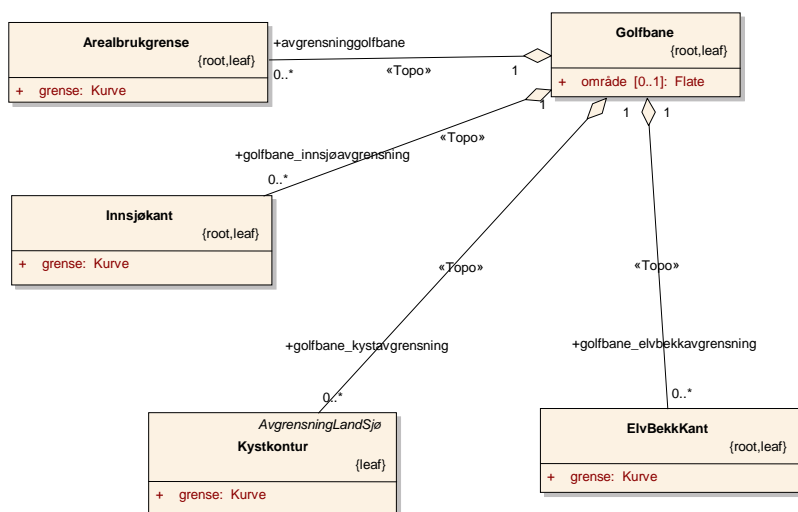 Arealbrukgrense
{root,leaf}
+ grense: Kurve
+avgrensninggolfbane
0..*
«Topo»
1
Golfbane
{root,leaf}
+ område [0..1]: Flate
1
«Topo»
+golfbane_innsjøavgrensning
0..*
Innsjøkant
{root,leaf}
+ grense: Kurve
1
«Topo»
+golfbane_kystavgrensning
0..*
AvgrensningLandSjø
Kystkontur
{leaf}
+ grense: Kurve
1
«Topo»
+golfbane_elvbekkavgrensning
0..*
ElvBekkKant
{root,leaf}
+ grense: Kurve